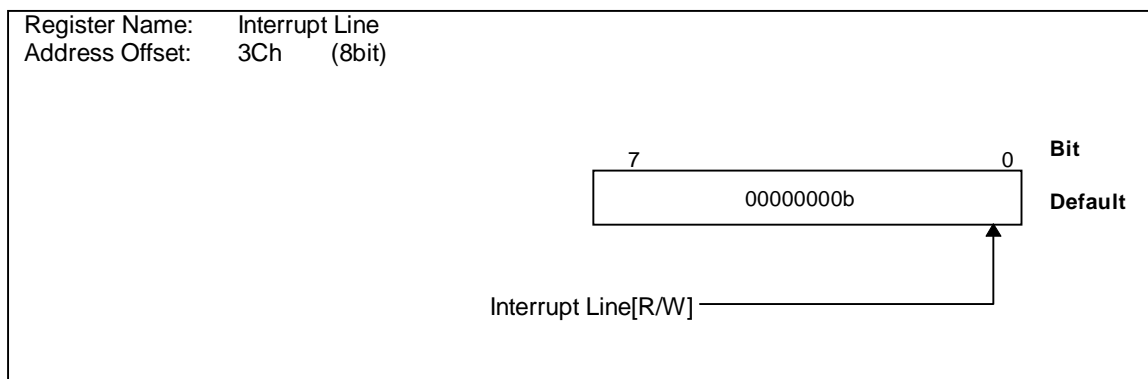 Register Name: Interrupt Line
Address Offset: 3Ch (8bit)
7 0 Bit
00000000b Default
Interrupt Line[R/W]